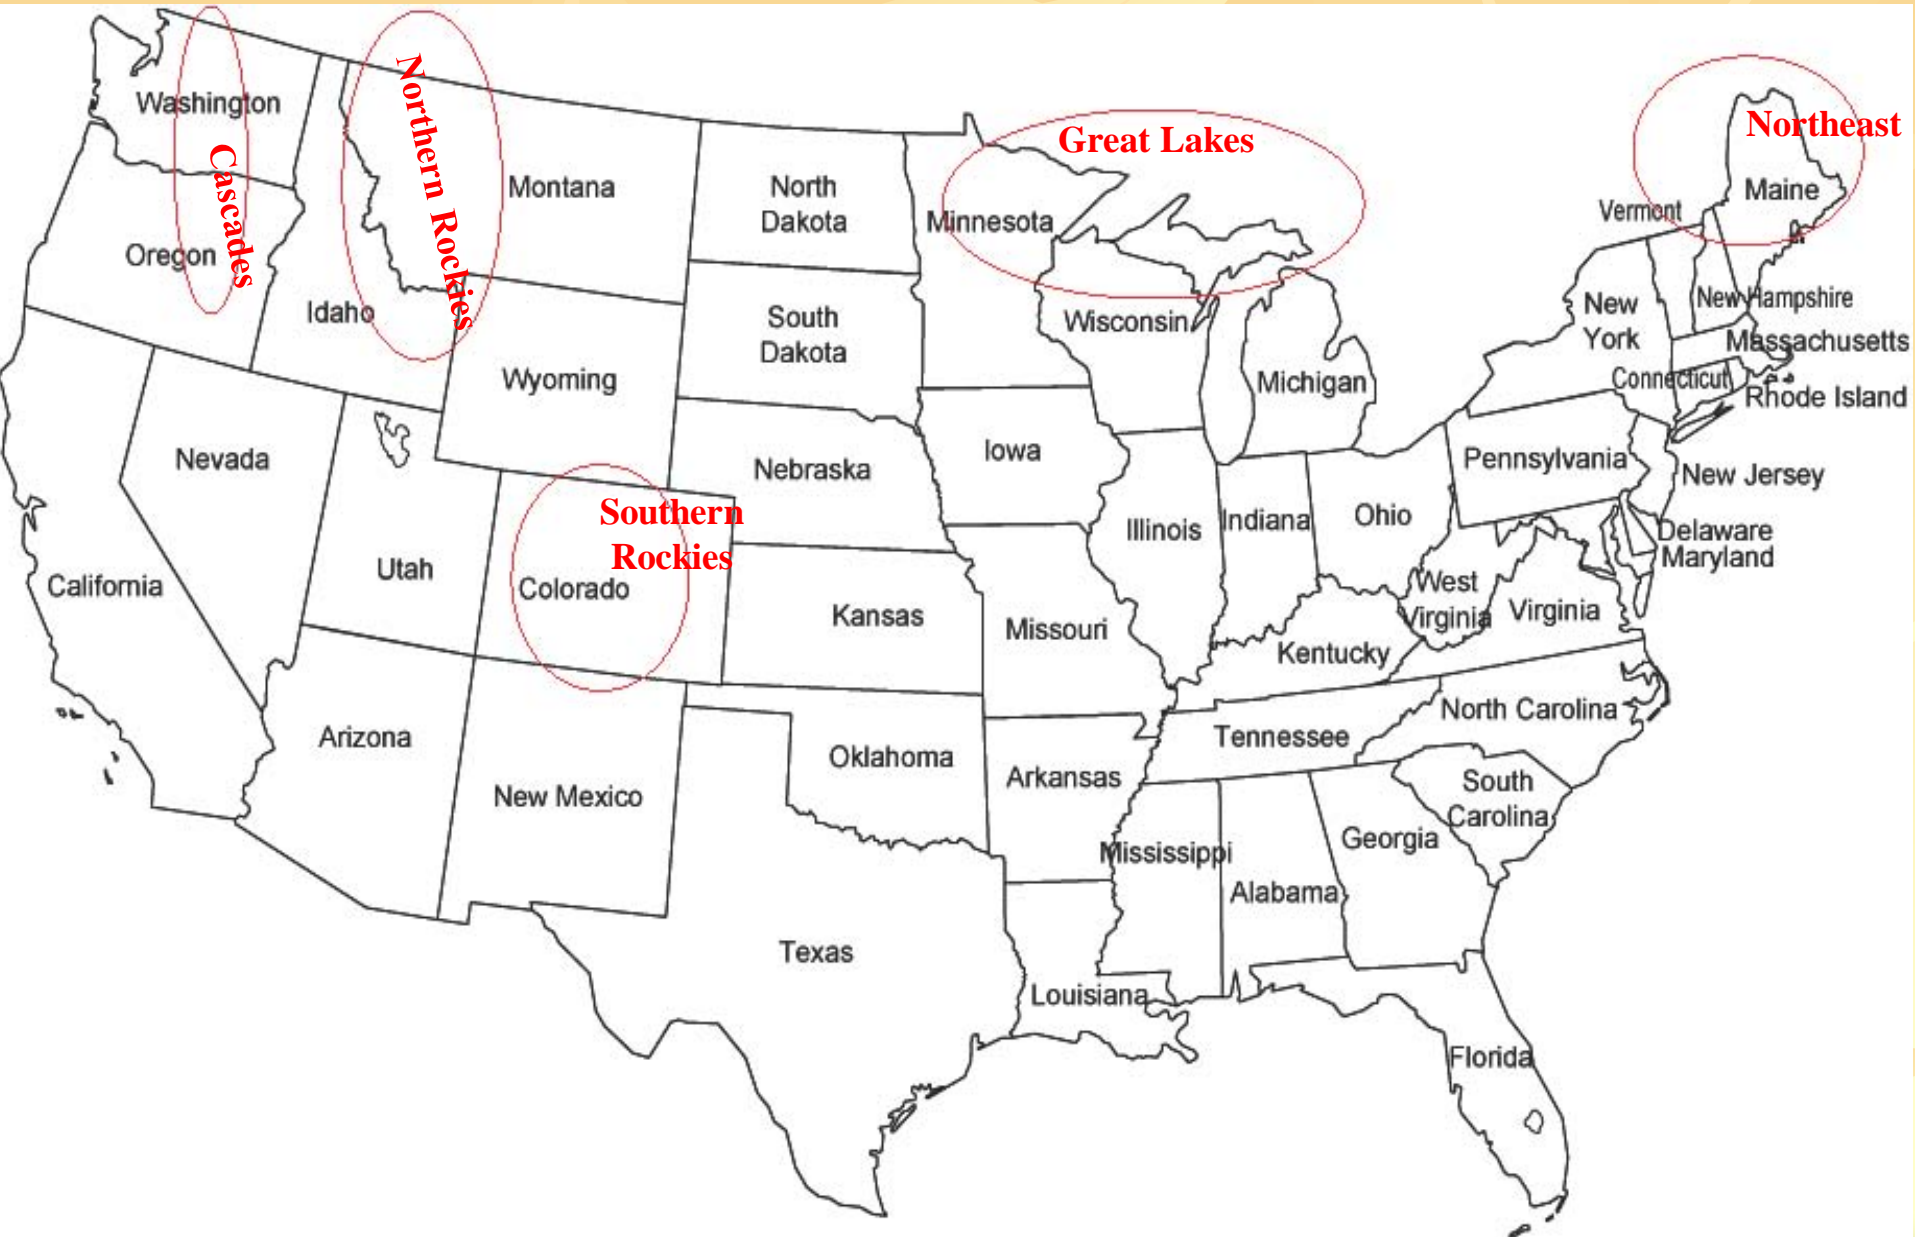 Washington
Cascades
Oregon
Northern Rockies
Montana
Idaho
North
Dakota
Minnesota
Great Lakes
Northeast
Maine
Vermont
New Hampshire
New
York
Massachusetts
Connecticut
Rhode Island
South
Dakota
Wisconsin
Michigan
Wyoming
Nevada
Utah
Colorado
Southern
Rockies
Nebraska
Iowa
Illinois
Indiana
Ohio
Pennsylvania
New Jersey
Delaware
Maryland
West
Virginia
Virginia
California
Kansas
Missouri
Kentucky
Arizona
New Mexico
Oklahoma
Arkansas
Tennessee
North Carolina
South
Carolina
Georgia
Mississippi
Alabama
Texas
Louisiana
Florida